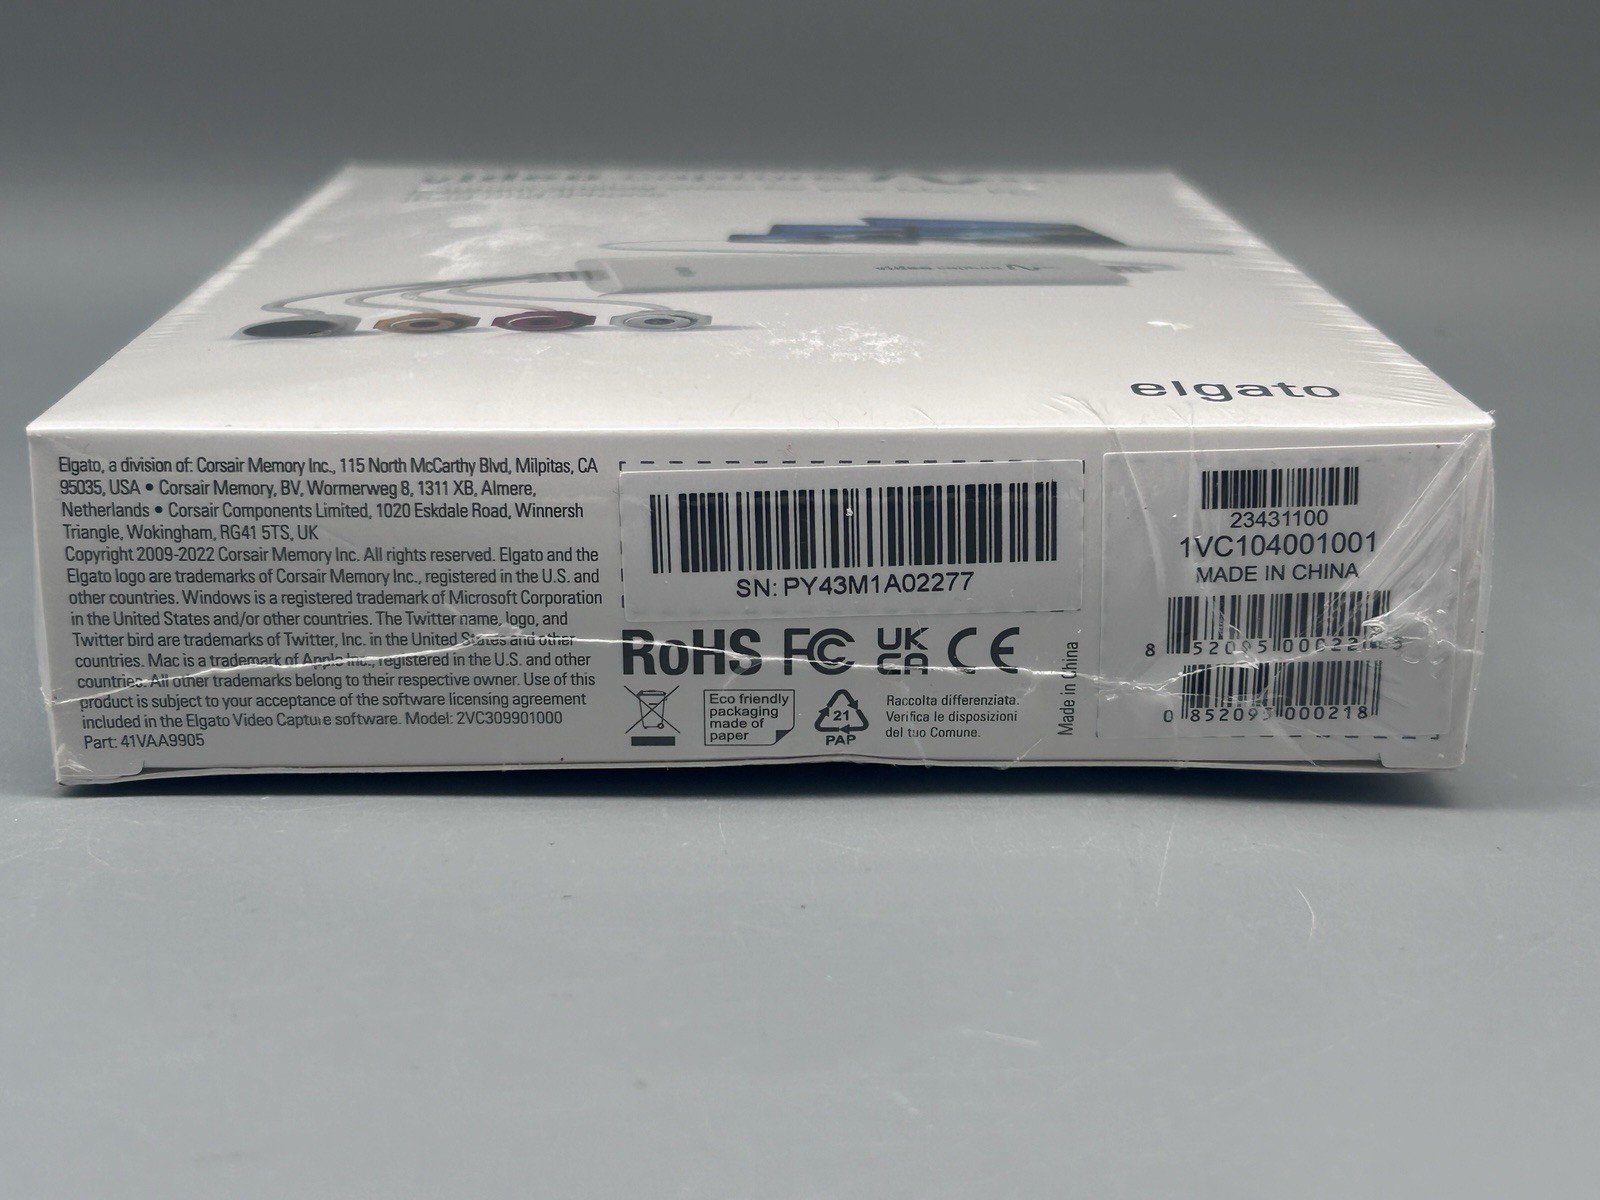 video capture
elgato
Elgato, a division of: Corsair Memory Inc., 115 North McCarthy Blvd, Milpitas, CA
95035, USA • Corsair Memory, BV, Wormerweg 8, 1311 XB, Almere,
Netherlands • Corsair Components Limited, 1020 Eskdale Road, Winnersh
Triangle, Wokingham, RG41 5TS, UK
Copyright 2009-2022 Corsair Memory Inc. All rights reserved. Elgato and the
Elgato logo are trademarks of Corsair Memory Inc., registered in the U.S. and
other countries. Windows is a registered trademark of Microsoft Corporation
in the United States and/or other countries. The Twitter name, logo, and
Twitter bird are trademarks of Twitter, Inc. in the United States and other
countries. Mac is a trademark of Apple Inc., registered in the U.S. and other
countries. All other trademarks belong to their respective owner. Use of this
product is subject to your acceptance of the software licensing agreement
included in the Elgato Video Capture software. Model: 2VC309901000
Part: 41VAA9905
SN: PY43M1A02277
RoHS FC UK CA CE
Eco friendly
packaging
made of
paper
21
PAP
Raccolta differenziata.
Verifica le disposizioni
del tuo Comune.
Made in China
23431100
1VC104001001
MADE IN CHINA
0 852095 000218